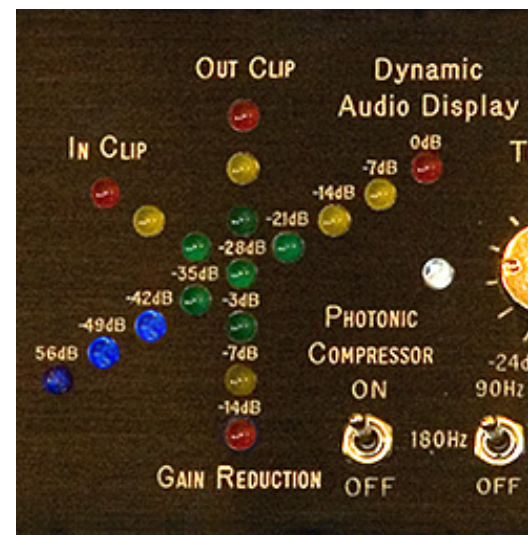 OUT CLIP
Dynamic
Audio Display
IN CLIP
0dB
T
-7dB
-14dB
-21dB
-28dB
-35dB
-42dB
-3dB
-49dB
56dB
-7dB
-14dB
PHOTONIC
COMPRESSOR
ON
-24d
90Hz
180Hz
GAIN REDUCTION
OFF
OFF